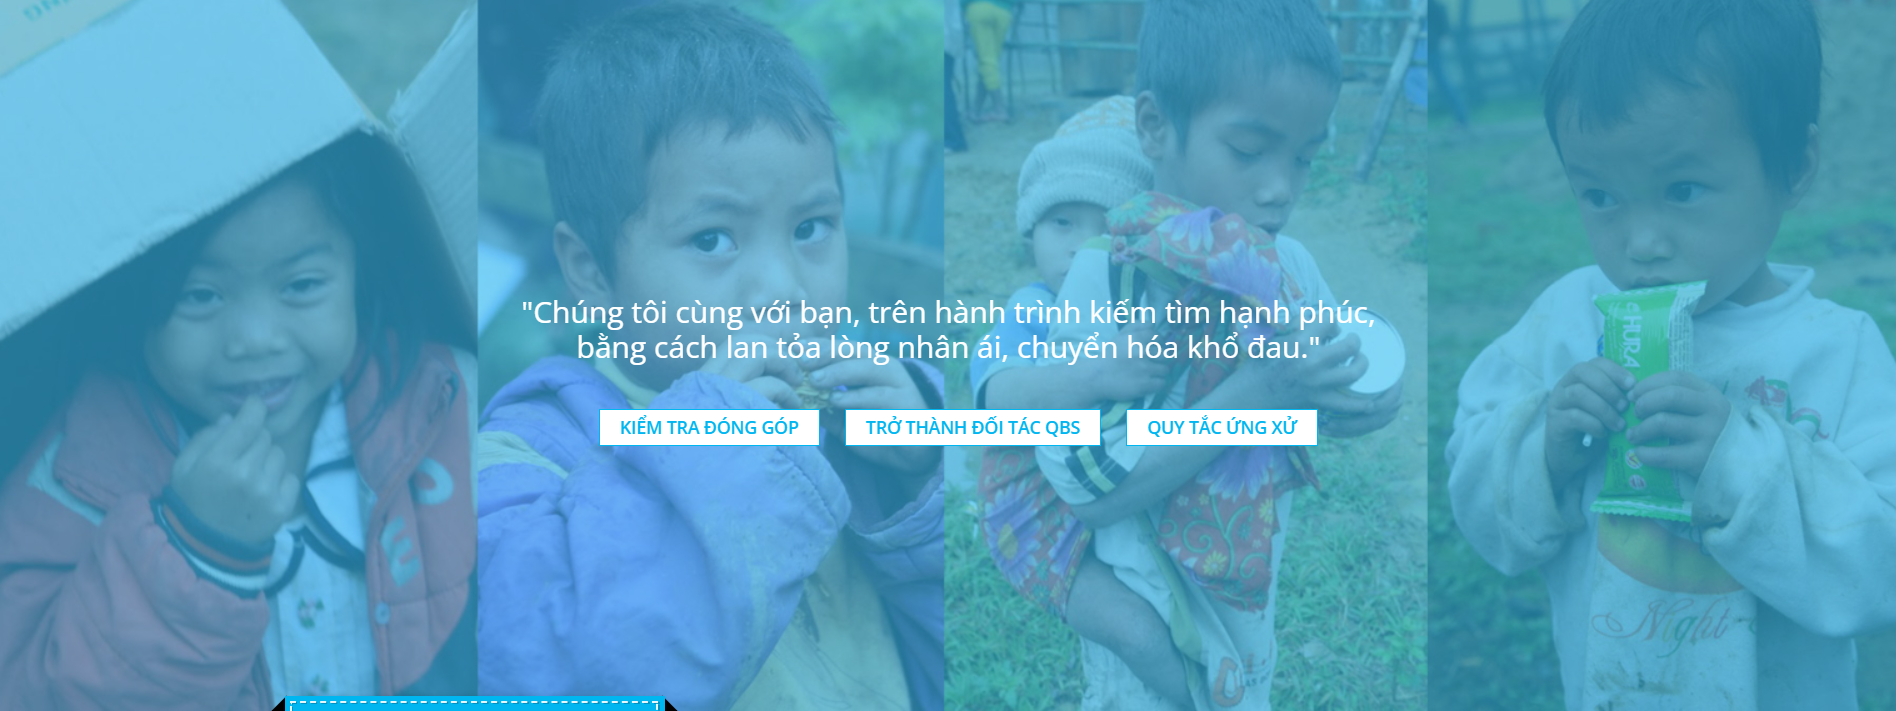 "Chúng tôi cùng với bạn, trên hành trình kiếm tìm hạnh phúc,
bằng cách lan tỏa lòng nhân ái, chuyển hóa khổ đau."
KIỂM TRA ĐÓNG GÓP
TRỞ THÀNH ĐỐI TÁC QBS
QUY TẮC ỨNG XỬ
Night